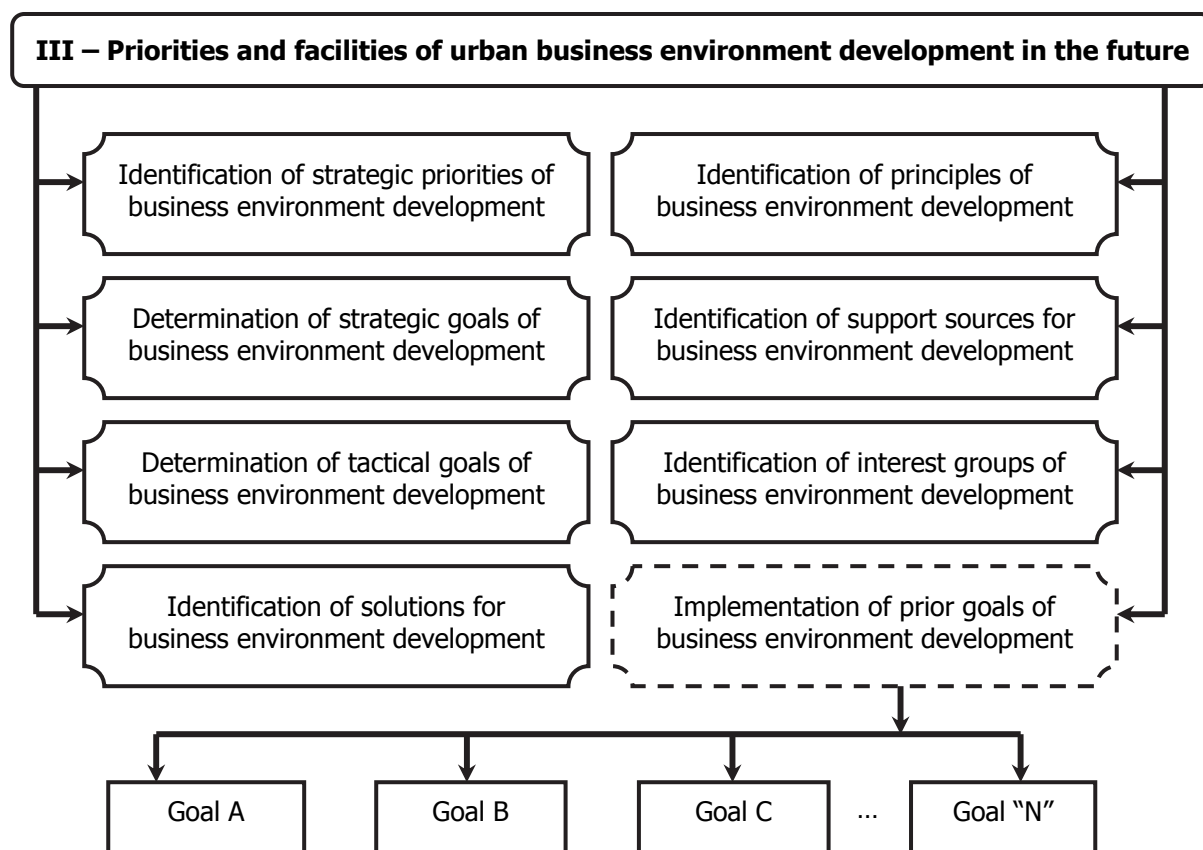 III – Priorities and facilities of urban business environment development in the future
Identification of strategic priorities of
business environment development
Identification of principles of
business environment development
Determination of strategic goals of
business environment development
Identification of support sources for
business environment development
Determination of tactical goals of
business environment development
Identification of interest groups of
business environment development
Identification of solutions for
business environment development
Implementation of prior goals of
business environment development
Goal A
Goal B
Goal C
...
Goal “N”